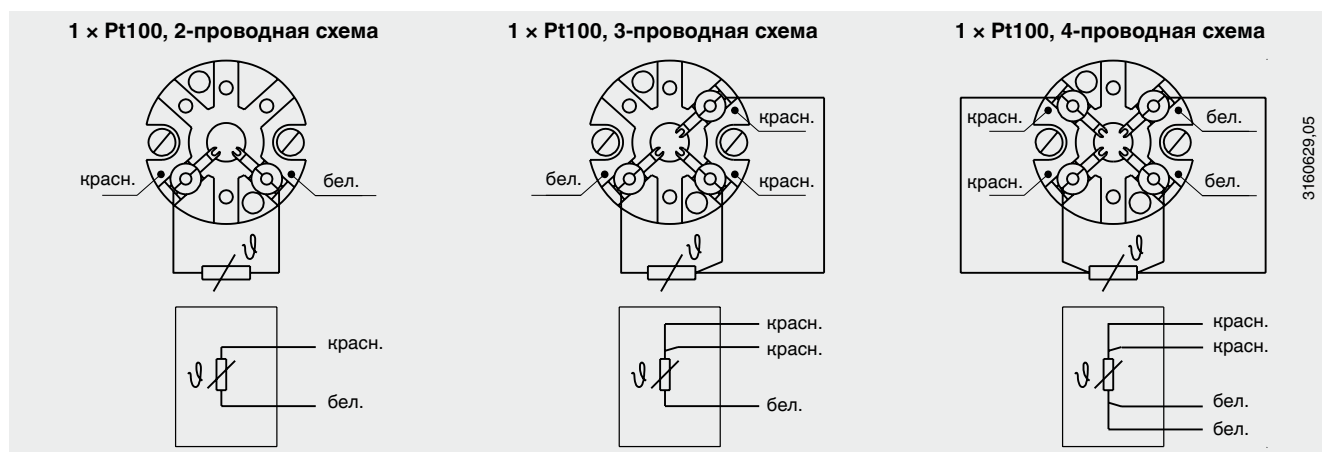 1 × Pt100, 2-проводная схема
1 × Pt100, 3-проводная схема
1 × Pt100, 4-проводная схема
красн.
бел.
ϑ
красн.
бел.
красн.
ϑ
красн.
бел.
красн.
бел.
ϑ
3160629,05
ϑ
красн.
бел.
ϑ
красн.
красн.
бел.
ϑ
красн.
красн.
бел.
бел.